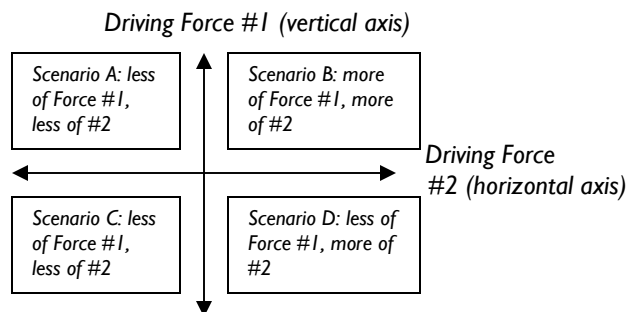 Driving Force #1 (vertical axis)
Scenario A: less
of Force #1,
less of #2
Scenario B: more
of Force #1, more
of #2
Driving Force
#2 (horizontal axis)
Scenario C: less
of Force #1,
less of #2
Scenario D: less of
Force #1, more of
#2